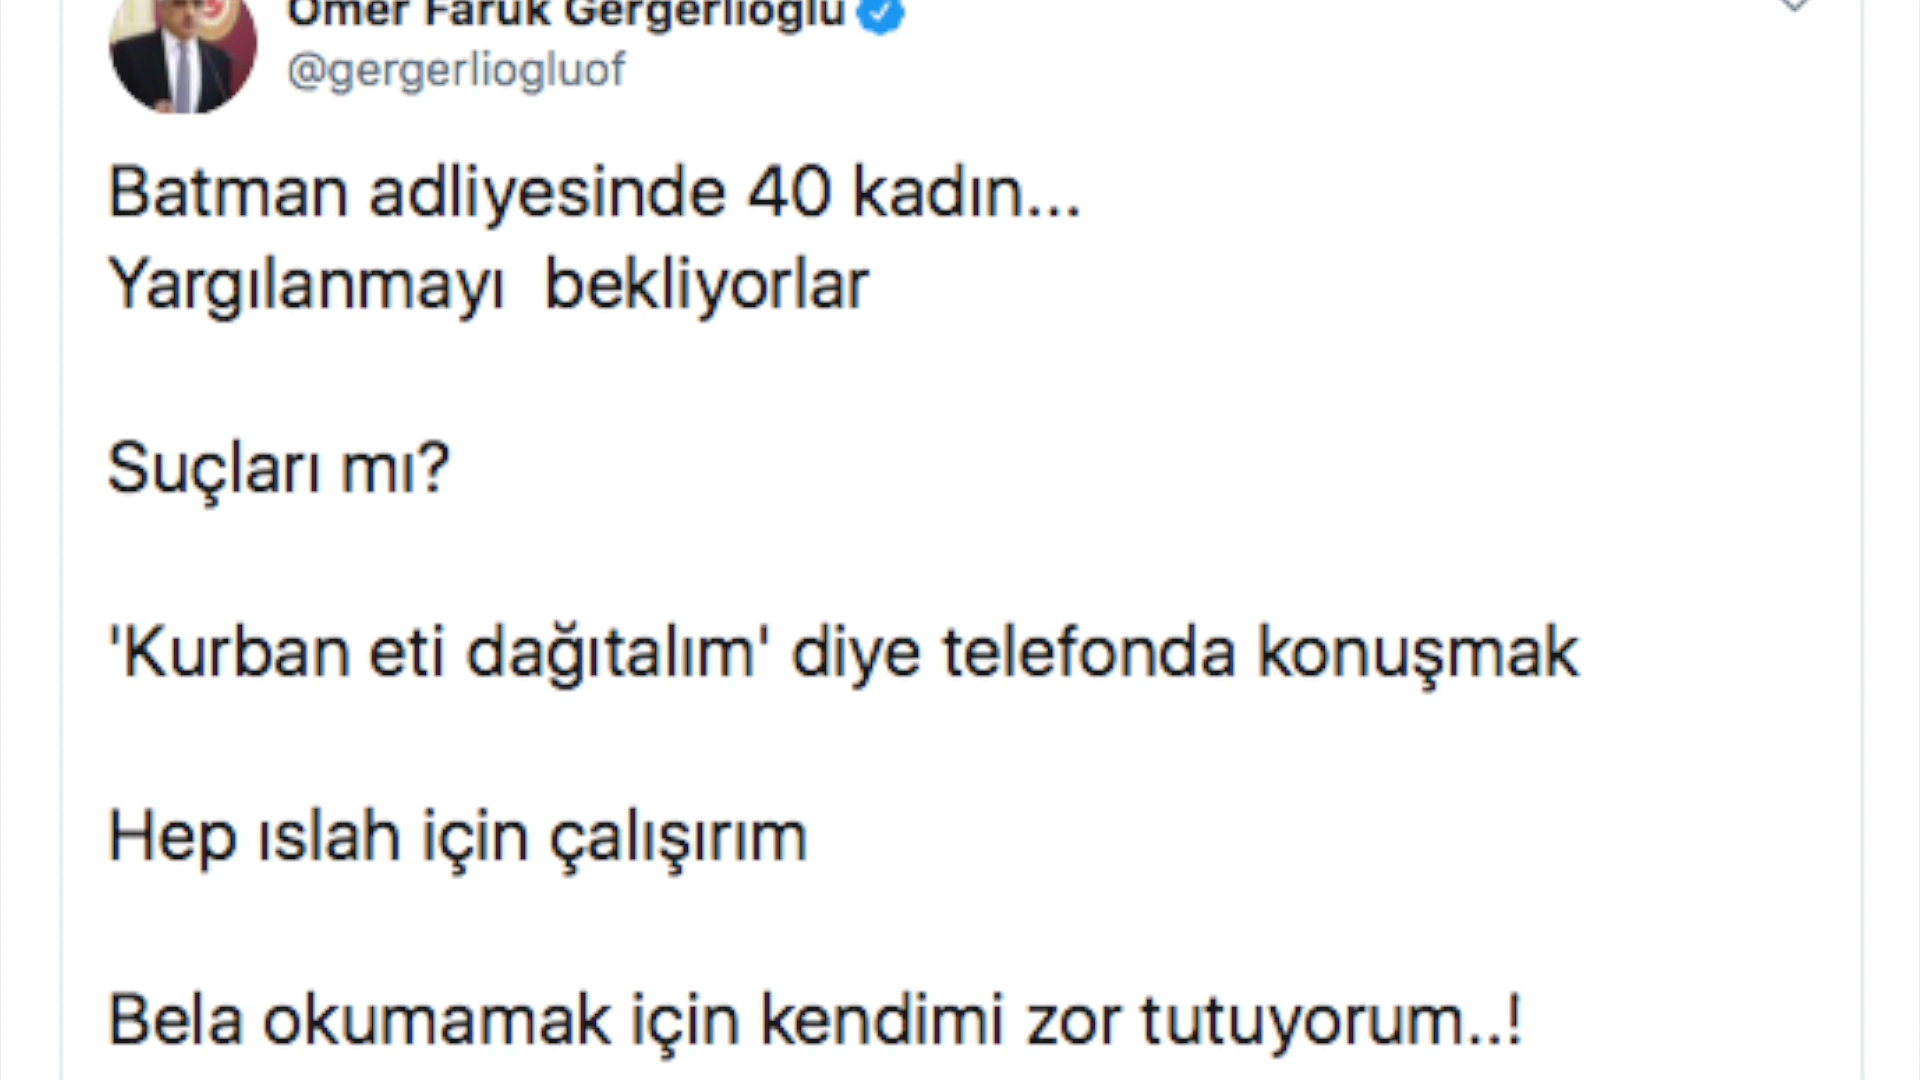 Ömer Faruk Gergerlioğlu
@gergerliogluof
Batman adliyesinde 40 kadın...
Yargılanmayı  bekliyorlar
Suçları mı?
'Kurban eti dağıtalım' diye telefonda konuşmak
Hep ıslah için çalışırım
Bela okumamak için kendimi zor tutuyorum..!